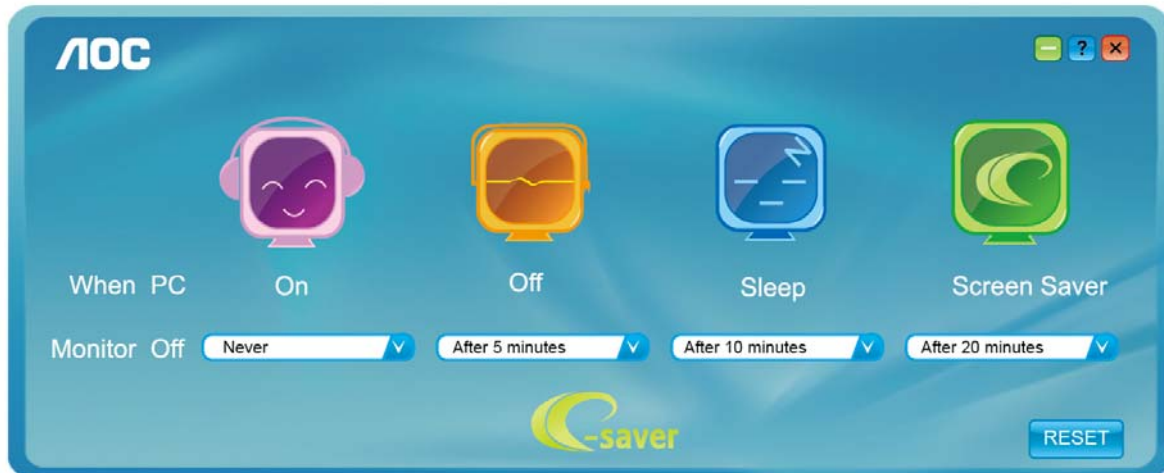 AOC
?
When PC On Off Sleep Screen Saver
Monitor Off Never After 5 minutes After 10 minutes After 20 minutes
e-saver
RESET